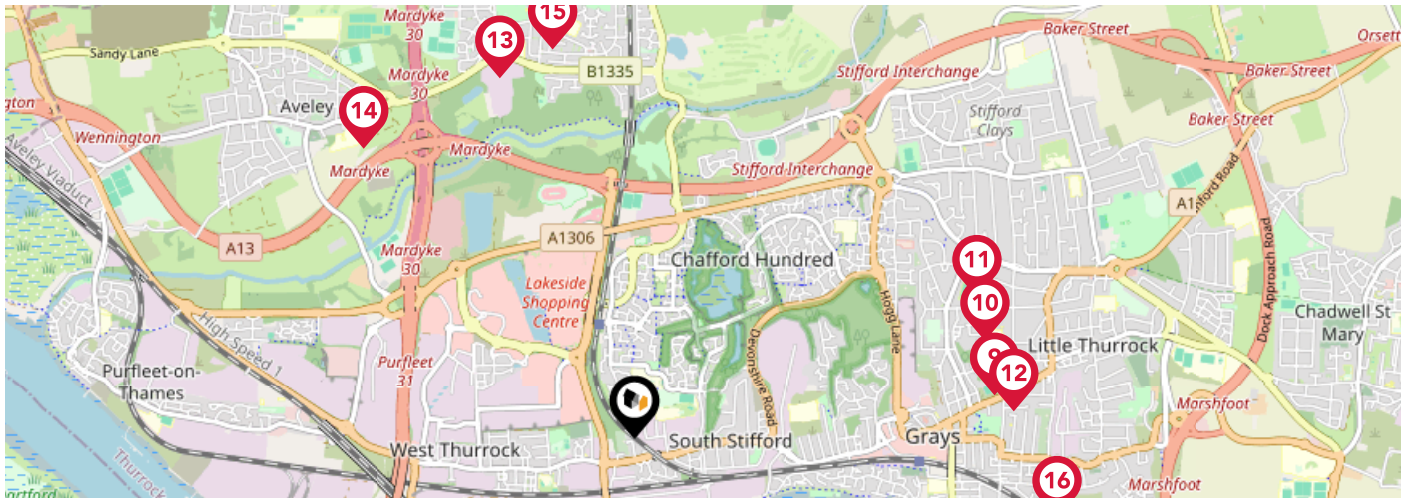 Mardyke
30
15
13
Sandy Lane
B1335
Mardyke
30
Aveley
14
Wennington
Aveley Viaduct
Mardyke
Mardyke
Baker Street
Orsett
Stifford Interchange
Baker Street
Stifford
Clays
Baker Street
Stifford Interchange
A13
Mardyke
30
A1306
Chafford Hundred
Lakeside
Shopping
Centre
11
10
9
12
Hogg Lane
Devonshire Road
Dock Approach Road
Chadwell St
Mary
Little Thurrock
High Speed 1
Purfleet
31
Purfleet-on-
Thames
West Thurrock
South Stifford
Grays
Marshfoot
Marshfoot
16